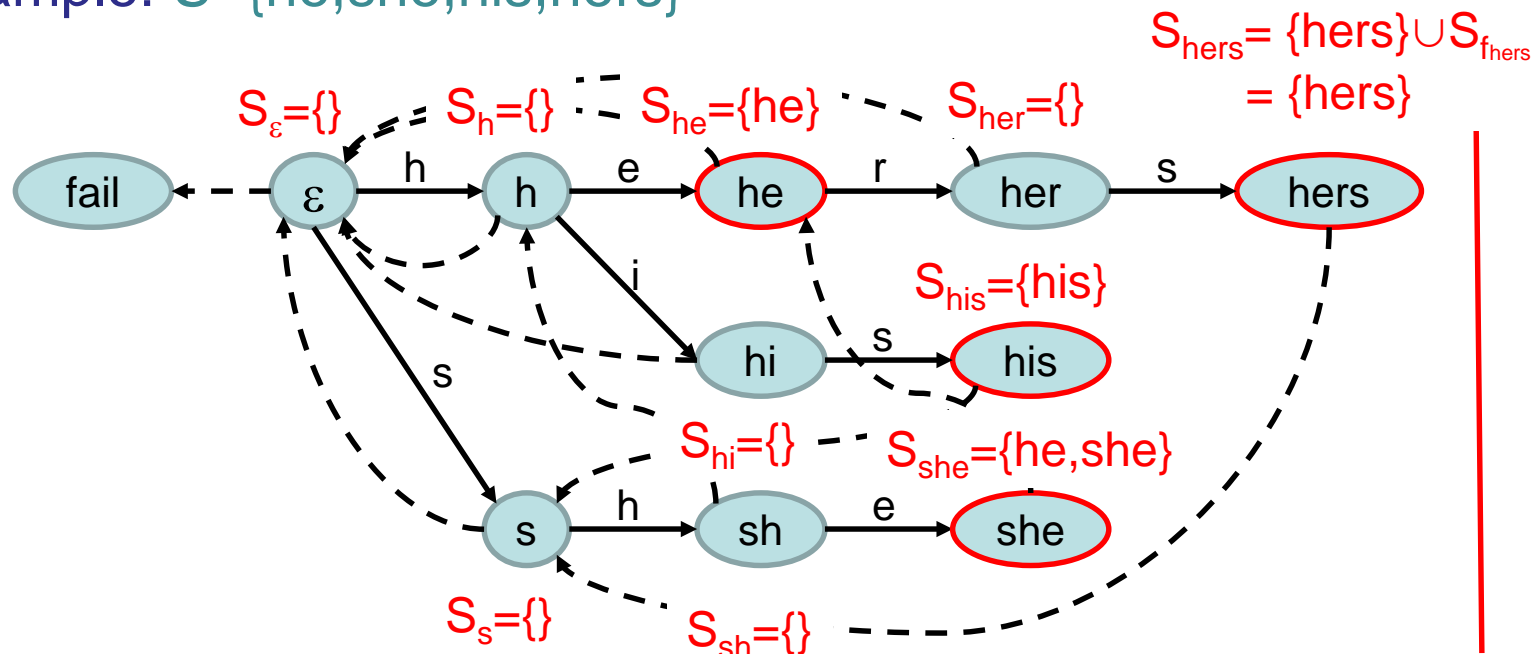 ample: S={he,she,his,hers}
S_hers= {hers}∪S_f_hers
= {hers}
S_ε={}
S_h={}
S_he={he}
S_her={}
fail
ε
h
h
e
he
r
her
s
hers
i
S_his={his}
hi
s
his
s
S_hi={}
S_she={he,she}
s
h
sh
e
she
S_s={}
S_sh={}